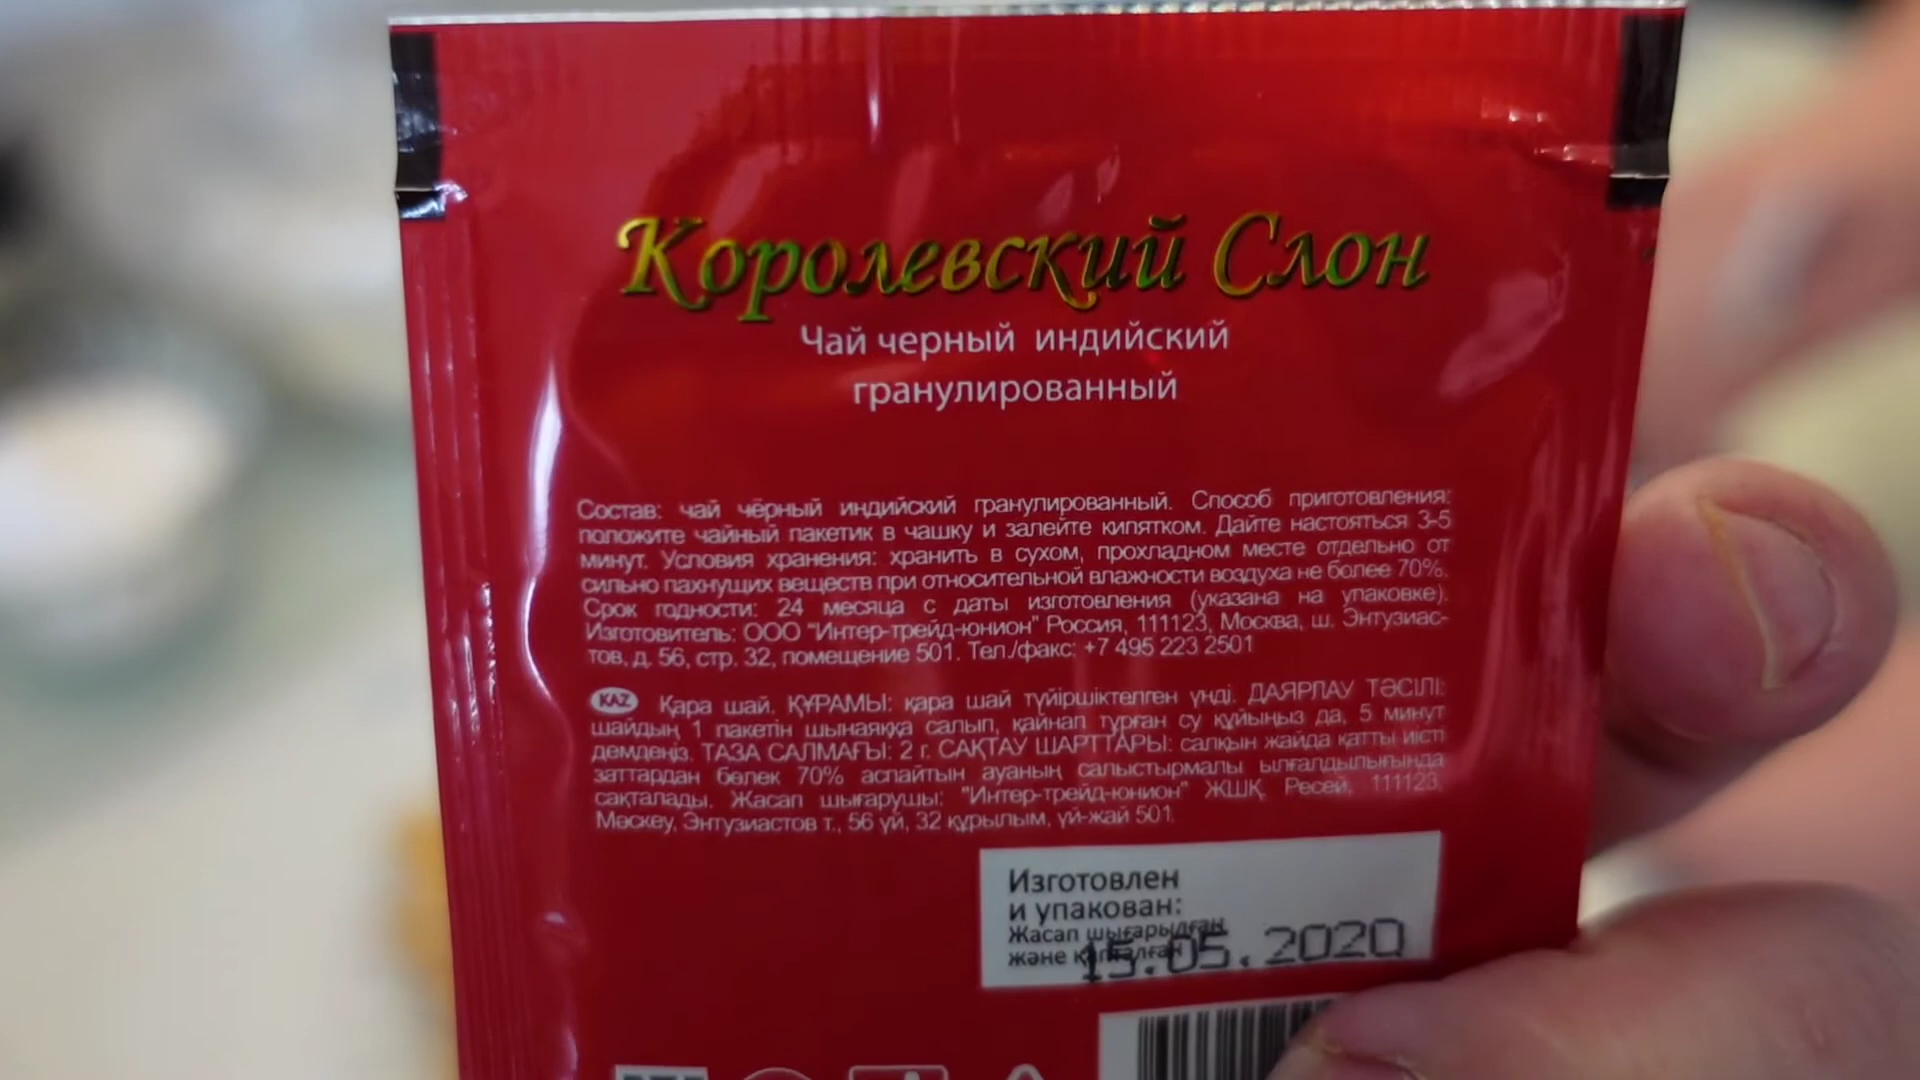 Королевский Слон
Чай черный индийский
гранулированный
Состав: чай чёрный индийский гранулированный. Способ приготовления:
положите чайный пакетик в чашку и залейте кипятком. Дайте настояться 3-5
минут. Условия хранения: хранить в сухом, прохладном месте отдельно от
сильно пахнущих веществ при относительной влажности воздуха не более 70%.
Срок годности: 24 месяца с даты изготовления (указана на упаковке).
Изготовитель: ООО "Интер-трейд-юнион" Россия, 111123, Москва, ш. Энтузиас-
тов, д. 56, стр. 32, помещение 501. Тел./факс: +7 495 223 2501
KAZ Қара шай. ҚҰРАМЫ: қара шай түйіршіктелген үнді. ДАЯРЛАУ ТӘСІЛІ:
шайдың 1 пакетін шынаяққа салып, қайнап тұрған су құйыңыз да, 5 минут
демдеңіз. ТАЗА САЛМАҒЫ: 2 г. САҚТАУ ШАРТТАРЫ: салқын жайда қатты иісті
заттардан бөлек 70% аспайтын ауаның салыстырмалы ылғалдылығында
сақталады. Жасап шығарушы: "Интер-трейд-юнион" ЖШҚ, Ресей, 111123,
Мәскеу, Энтузиастов т., 56 үй, 32 құрылым, үй-жай 501
Изготовлен
и упакован:
Жасап шығарылған
және қапталған
15.05.2020